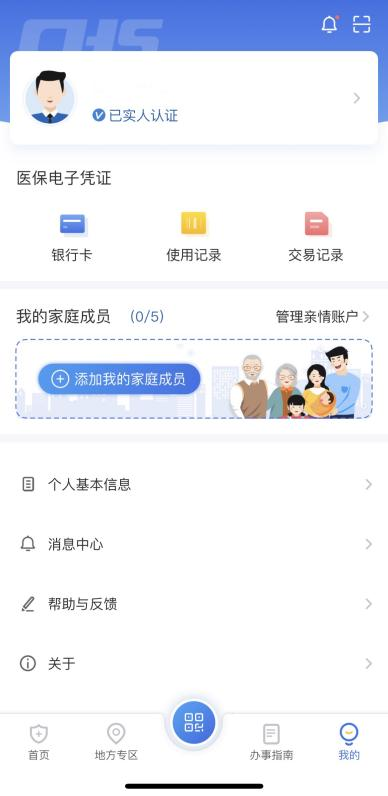 CHS
已实人认证
医保电子凭证
银行卡 使用记录 交易记录
我的家庭成员 (0/5) 管理亲情账户
添加我的家庭成员
个人基本信息
消息中心
帮助与反馈
关于
首页 地方专区 办事指南 我的